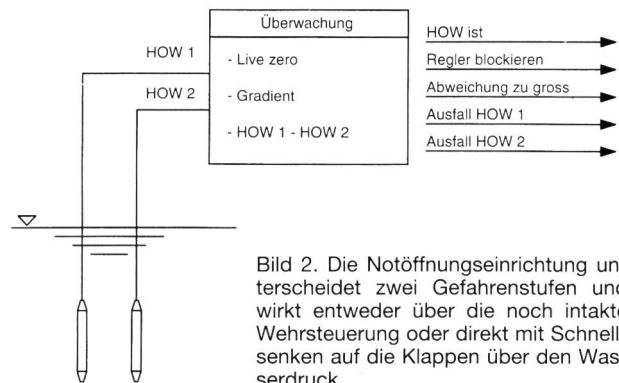 Überwachung
HOW 1
HOW 2
- Live zero
- Gradient
- HOW 1 - HOW 2
HOW ist
Regler blockieren
Abweichung zu gross
Ausfall HOW 1
Ausfall HOW 2
Bild 2. Die Notöffnungseinrichtung un-
terscheidet zwei Gefahrenstufen und
wirkt entweder über die noch intakte
Wehrsteuerung oder direkt mit Schnell-
senken auf die Klappen über den Was-
serdruck.